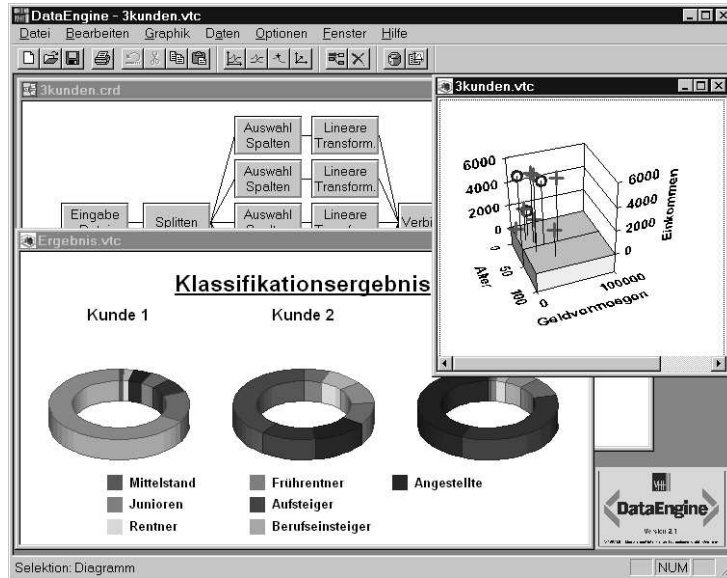 DataEngine - 3kunden.vtc
Datei Bearbeiten Graphik Daten Optionen Fenster Hilfe
3kunden.crd
Auswahl Spalten
Lineare Transform.
Auswahl Spalten
Lineare Transform.
Eingabe
Splitten
Auswahl
Lineare
Verbi
3kunden.vtc
6000
4000
2000
0
6000
4000
2000
0
Einkommen
0
50
100
Alter
0
100000
Geldvermoegen
Ergebnis.vtc
Klassifikationsergebnis
Kunde 1
Kunde 2
Mittelstand
Frührentner
Angestellte
Junioren
Aufsteiger
Rentner
Berufseinsteiger
DataEngine
Version 2.1
Selektion: Diagramm
NUM